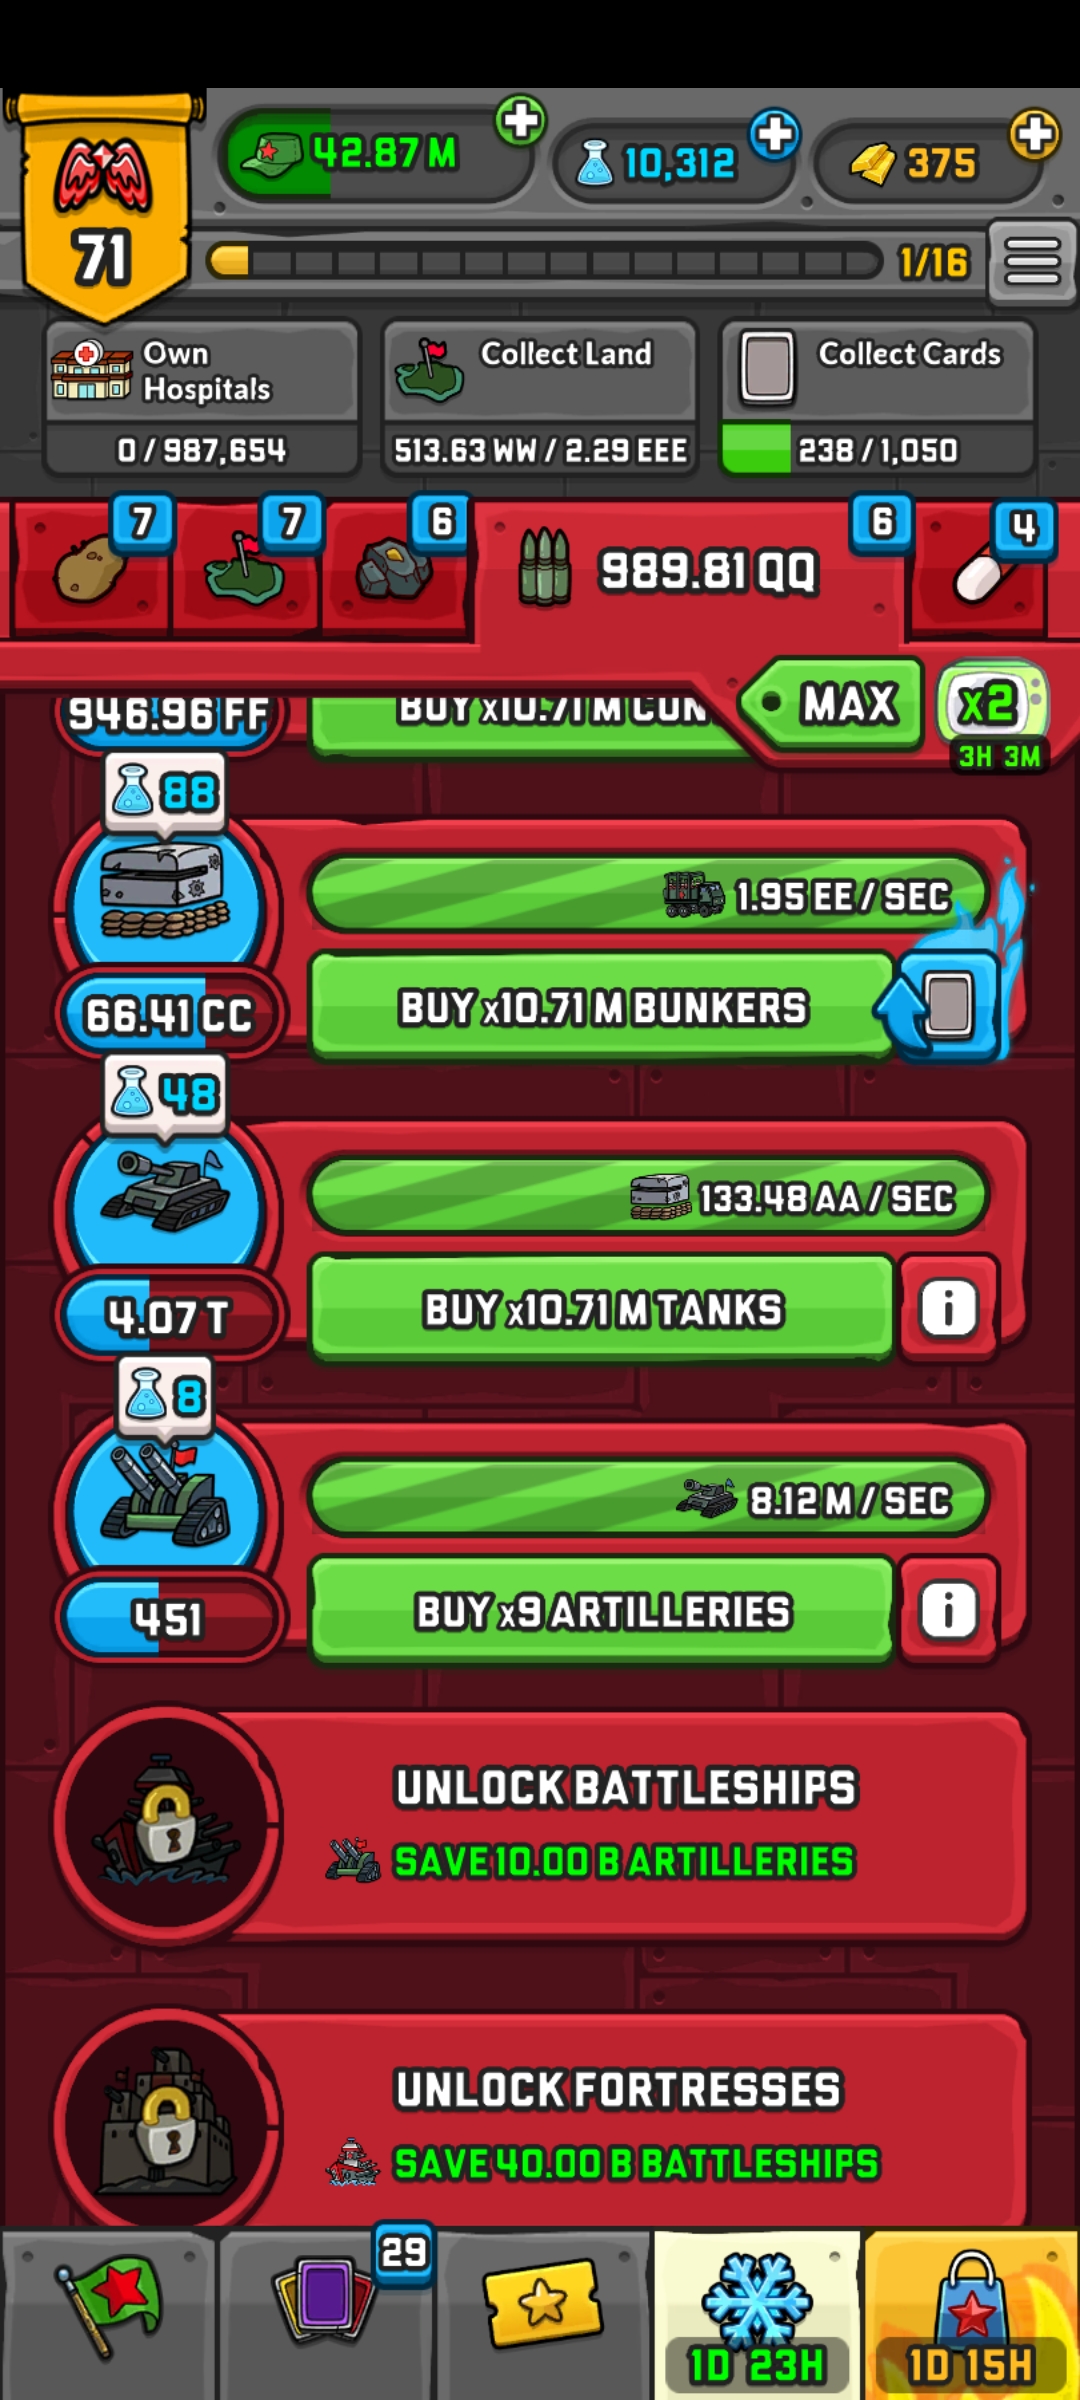 42.87 M
10,312
375
71
1/16
Own
Hospitals
0 / 987,654
Collect Land
513.63 WW / 2.29 EEE
Collect Cards
238 / 1,050
7
7
6
989.81 QQ
6
4
MAX
x2
3H 3M
946.96 FF
BUY x10.71 M
88
1.95 EE / SEC
66.41 CC
BUY x10.71 M BUNKERS
48
133.48 AA / SEC
4.07 T
BUY x10.71 M TANKS
i
8
8.12 M / SEC
451
BUY x9 ARTILLERIES
i
UNLOCK BATTLESHIPS
SAVE 10.00 B ARTILLERIES
UNLOCK FORTRESSES
SAVE 40.00 B BATTLESHIPS
29
1D 23H
1D 15H